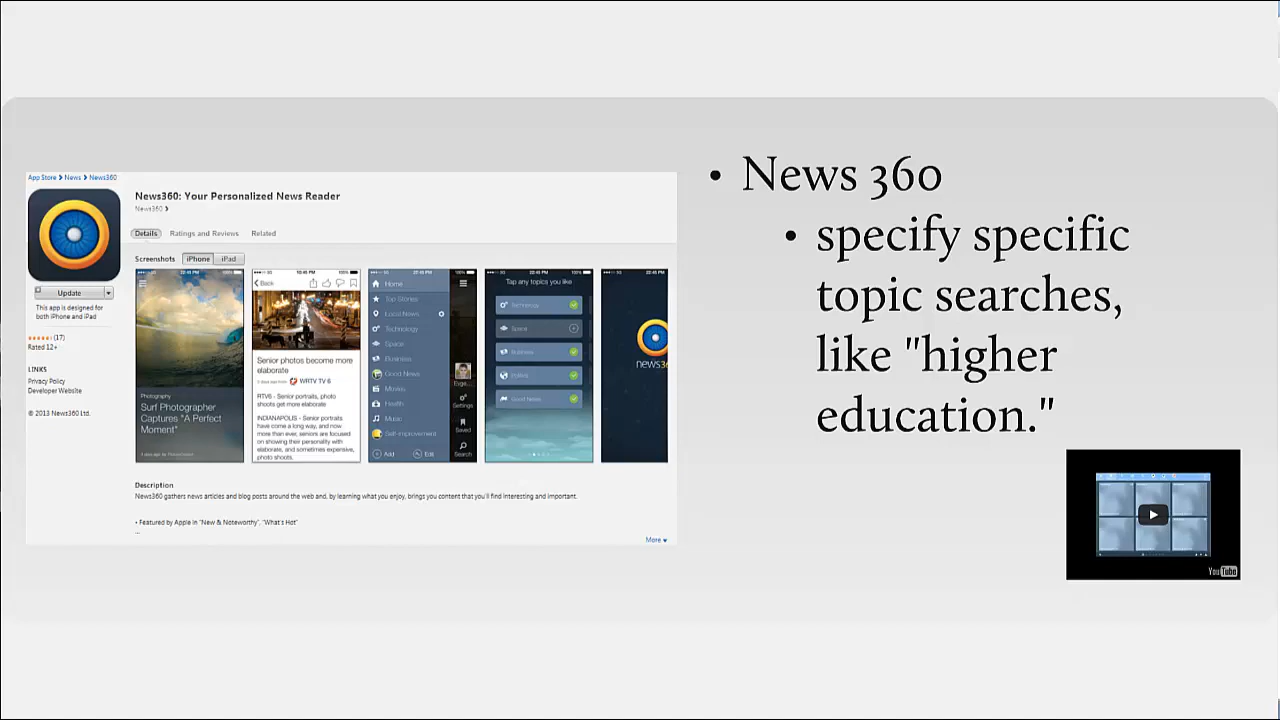 App Store > News > News360
News360: Your Personalized News Reader
News360 >
Details Ratings and Reviews Related
Screenshots iPhone iPad
Update
This app is designed
for both iPhone and iPad
(17)
Rated 12+
LINKS
Privacy Policy
Developer Website
© 2013 News360 Ltd.
Photography
Surf Photographer
Captures "A Perfect
Moment"
Back
Senior photos become more
elaborate
WRTV TV 6
RTV6 - Senior portraits, photo
shoots get more elaborate
INDIANAPOLIS - Senior portraits
have come a long way, and now
more than ever, seniors are focused
on showing their personality with
elaborate, and sometimes expensive,
photo shoots.
Home
Top Stories
Local News
Technology
Space
Business
Good News
Movies
Health
Music
Self-improvement
Add Edit
Settings
Saved
Search
Tap any topics you like
Technology
Space
Business
Politics
Good News
news36
Description
News360 gathers news articles and blog posts around the web and, by learning what you enjoy, brings you content that you'll find interesting and important.
• Featured by Apple in "New & Noteworthy", "What's Hot"
...
More
• News 360
• specify specific
topic searches,
like "higher
education."
YouTube